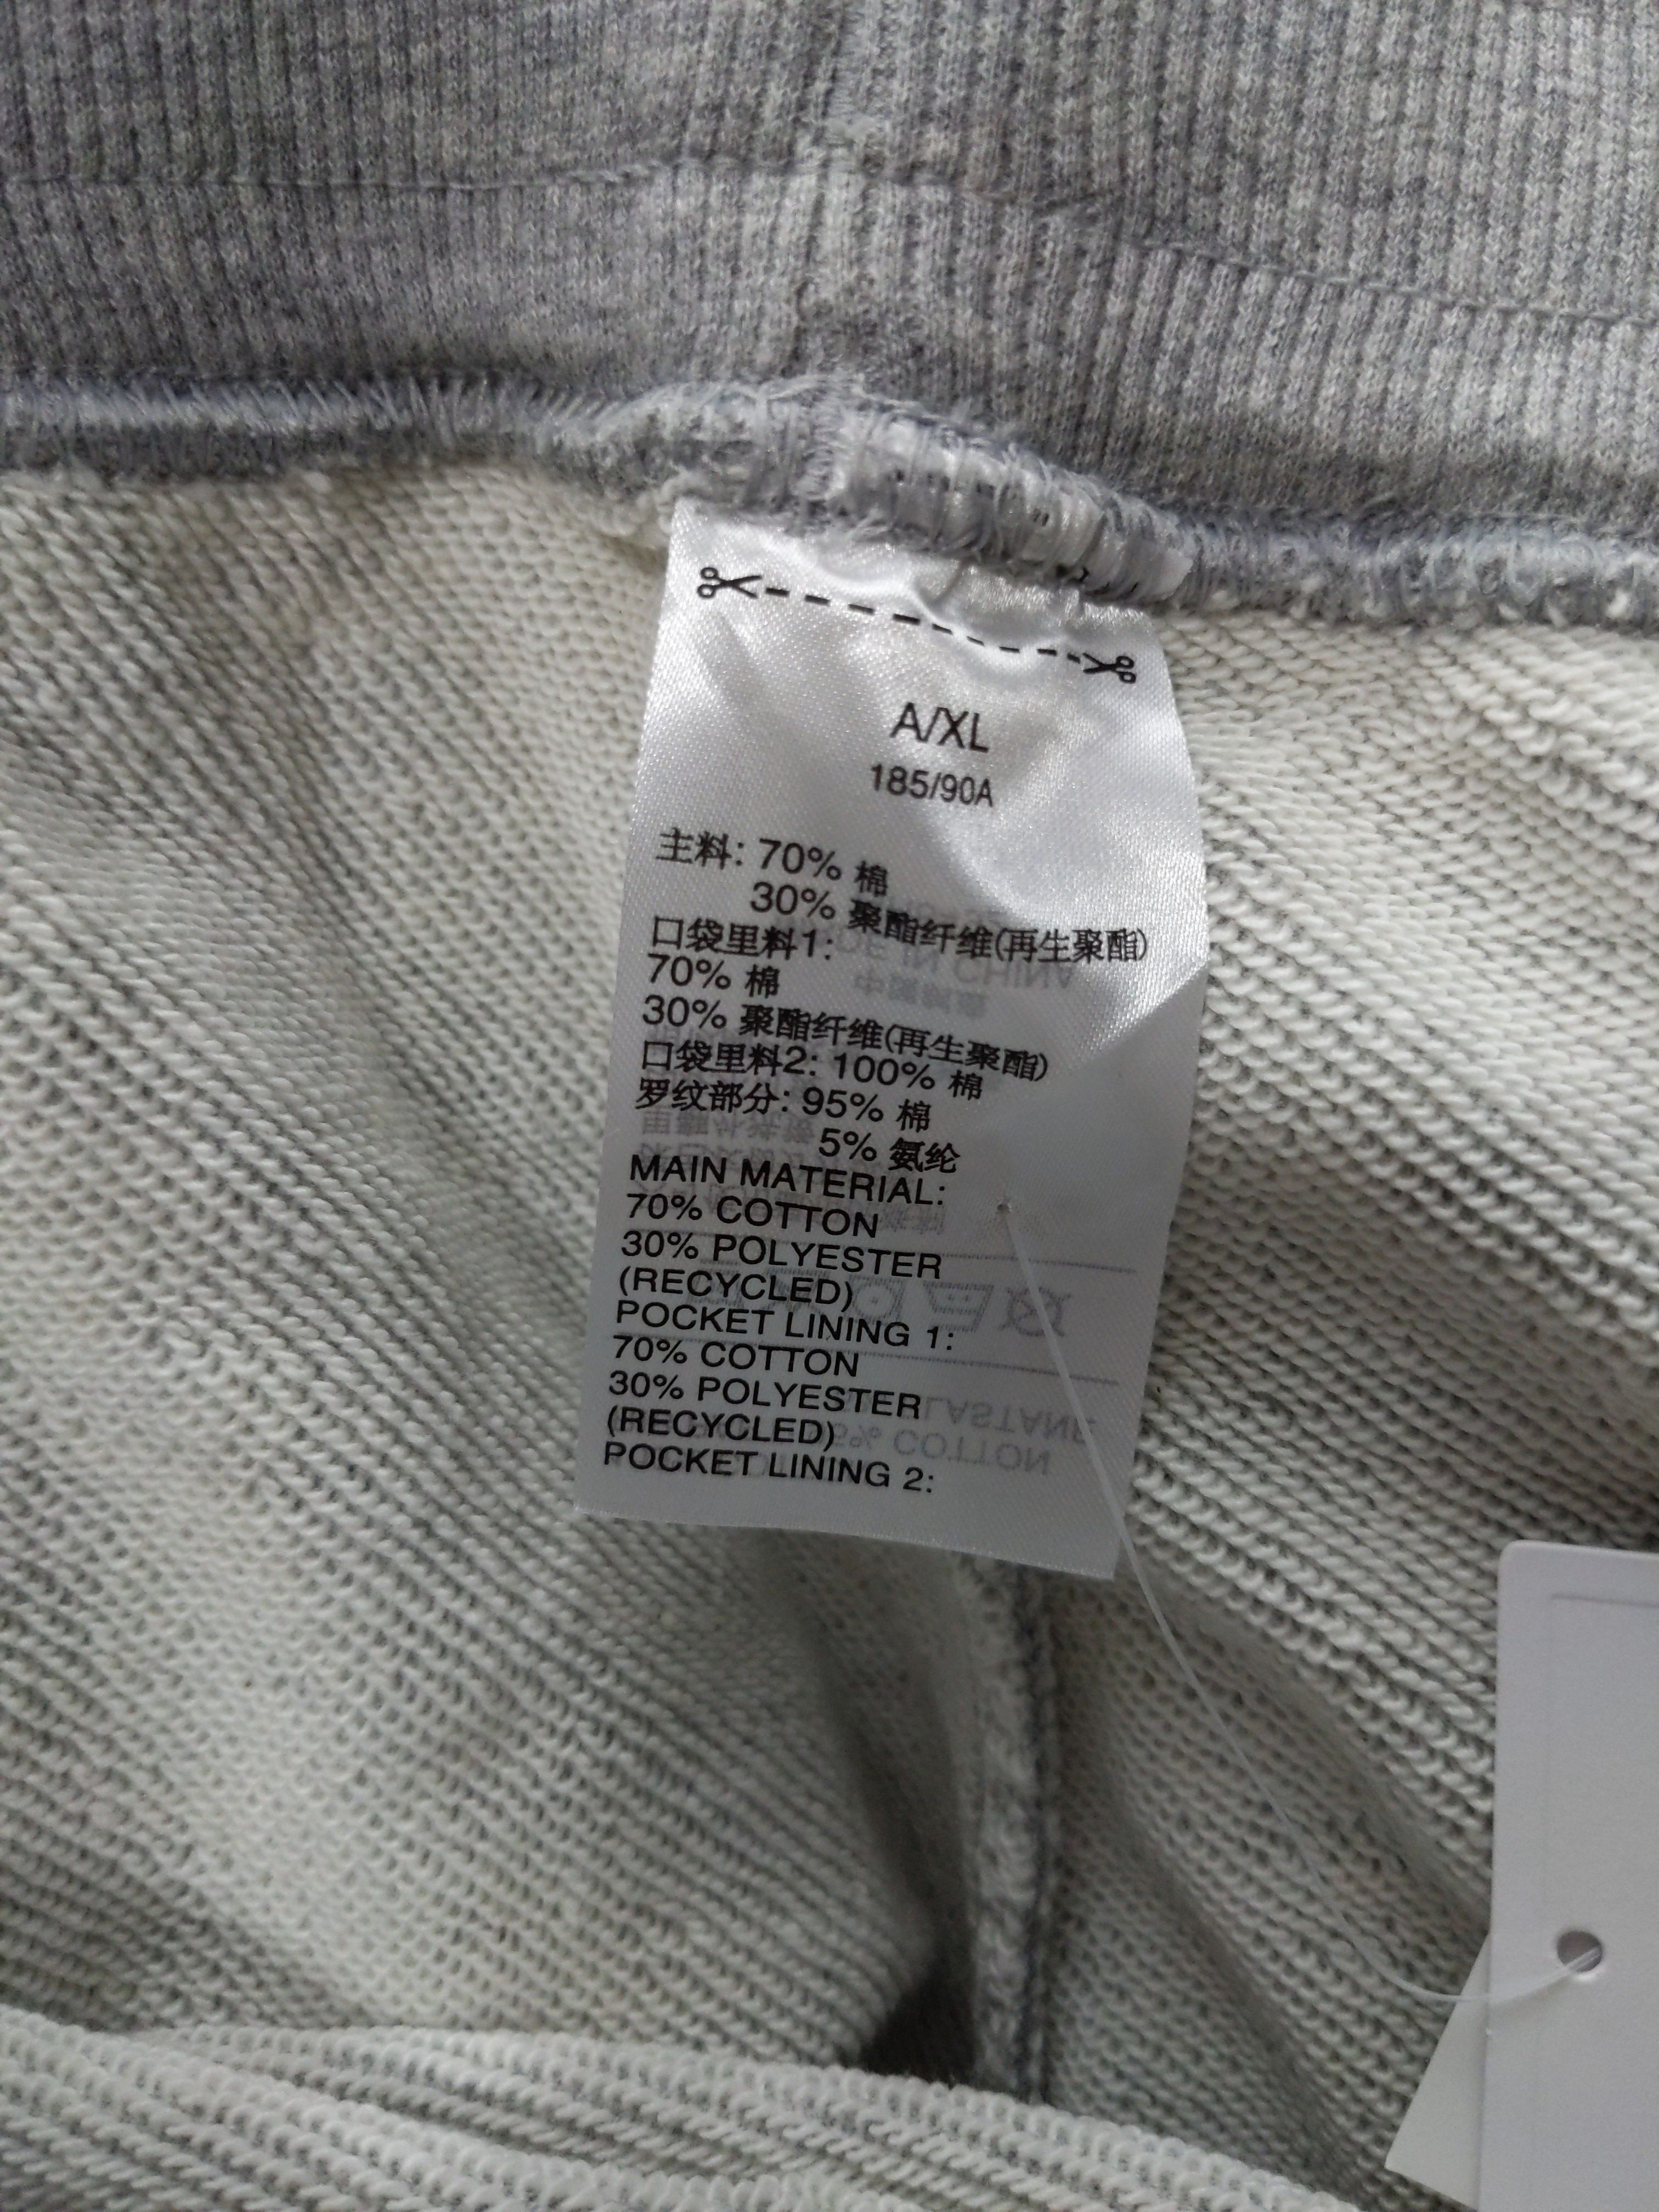 A/XL
185/90A
主料: 70% 棉
30% 聚酯纤维(再生聚酯)
口袋里料1:
70% 棉
30% 聚酯纤维(再生聚酯)
口袋里料2: 100% 棉
罗纹部分: 95% 棉
5% 氨纶
MAIN MATERIAL:
70% COTTON
30% POLYESTER
(RECYCLED)
POCKET LINING 1:
70% COTTON
30% POLYESTER
(RECYCLED)
POCKET LINING 2: